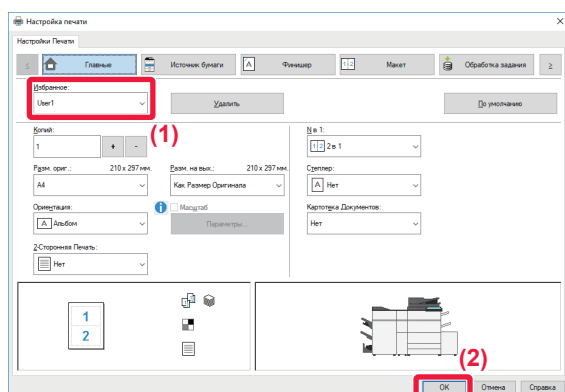 Настройка печати
Настройки Печати
≤ Главные Источник бумаги Финишер Макет Обработка задания ≥
Избранное:
User1 Удалить По умолчанию
(1)
Копий: N в 1:
1 + - 2 в 1
Разм. ориг.: 210 x 297 мм. Разм. на вых.: 210 x 297 мм. Степлер:
A4 Как Размер Оригинала Нет
Ориентация: Масштаб Картотека Документов:
Альбом Параметры... Нет
2-Сторонняя Печать:
Нет
1
2
(2)
OK Отмена Справка